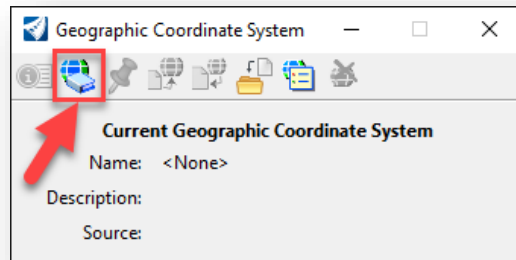 Geographic Coordinate System
Current Geographic Coordinate System
Name: <None>
Description:
Source: